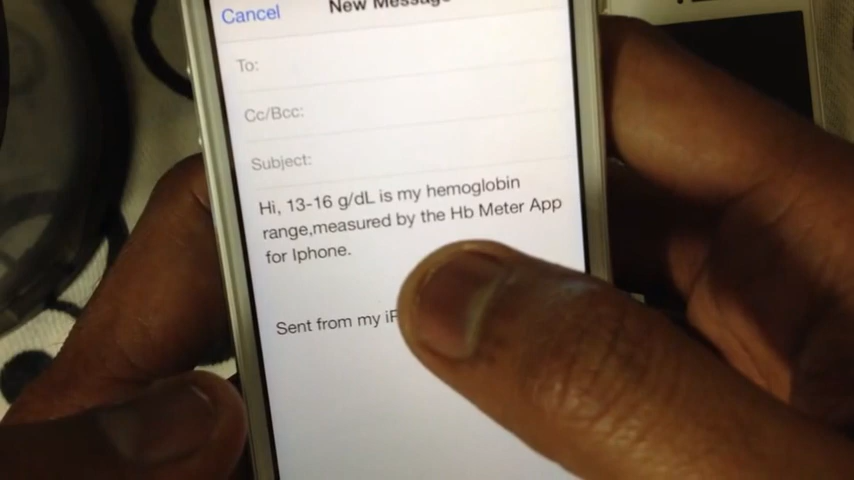 Cancel New Message
To:
Cc/Bcc:
Subject:
Hi, 13-16 g/dL is my hemoglobin
range,measured by the Hb Meter App
for Iphone.
Sent from my